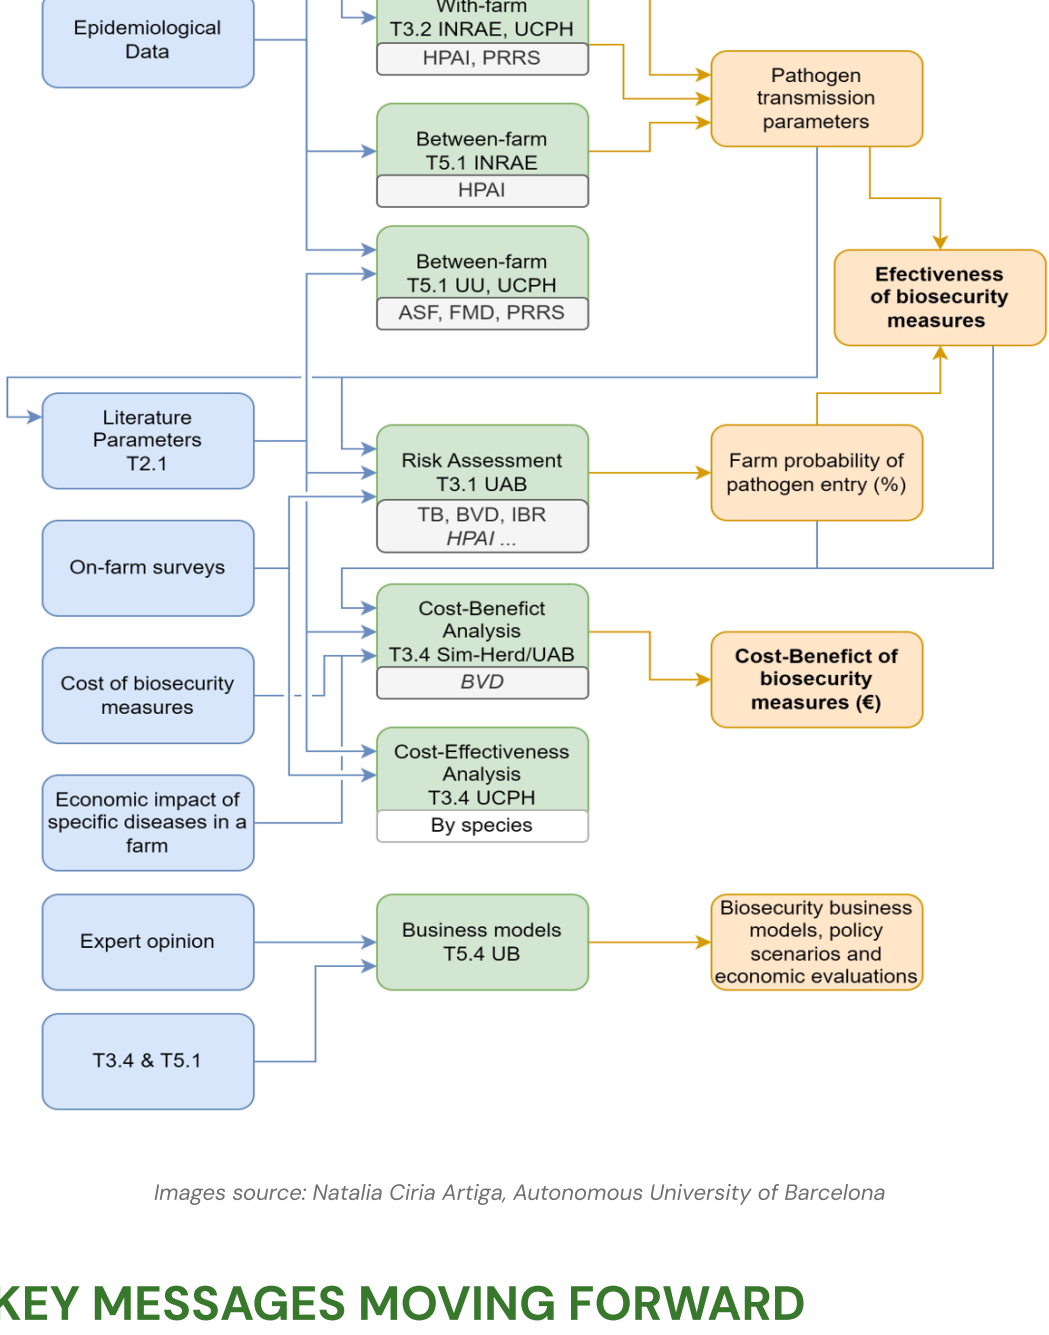 With-farm
T3.2 INRAE, UCPH
HPAI, PRRS
Epidemiological
Data
Pathogen
transmission
parameters
Between-farm
T5.1 INRAE
HPAI
Between-farm
T5.1 UU, UCPH
ASF, FMD, PRRS
Efectiveness
of biosecurity
measures
Literature
Parameters
T2.1
Risk Assessment
T3.1 UAB
TB, BVD, IBR
HPAI ...
Farm probability of
pathogen entry (%)
On-farm surveys
Cost-Benefict
Analysis
T3.4 Sim-Herd/UAB
BVD
Cost of biosecurity
measures
Cost-Benefict of
biosecurity
measures (€)
Cost-Effectiveness
Analysis
T3.4 UCPH
By species
Economic impact of
specific diseases in a
farm
Expert opinion
Business models
T5.4 UB
Biosecurity business
models, policy
scenarios and
economic evaluations
T3.4 & T5.1
Images source: Natalia Ciria Artiga, Autonomous University of Barcelona
KEY MESSAGES MOVING FORWARD